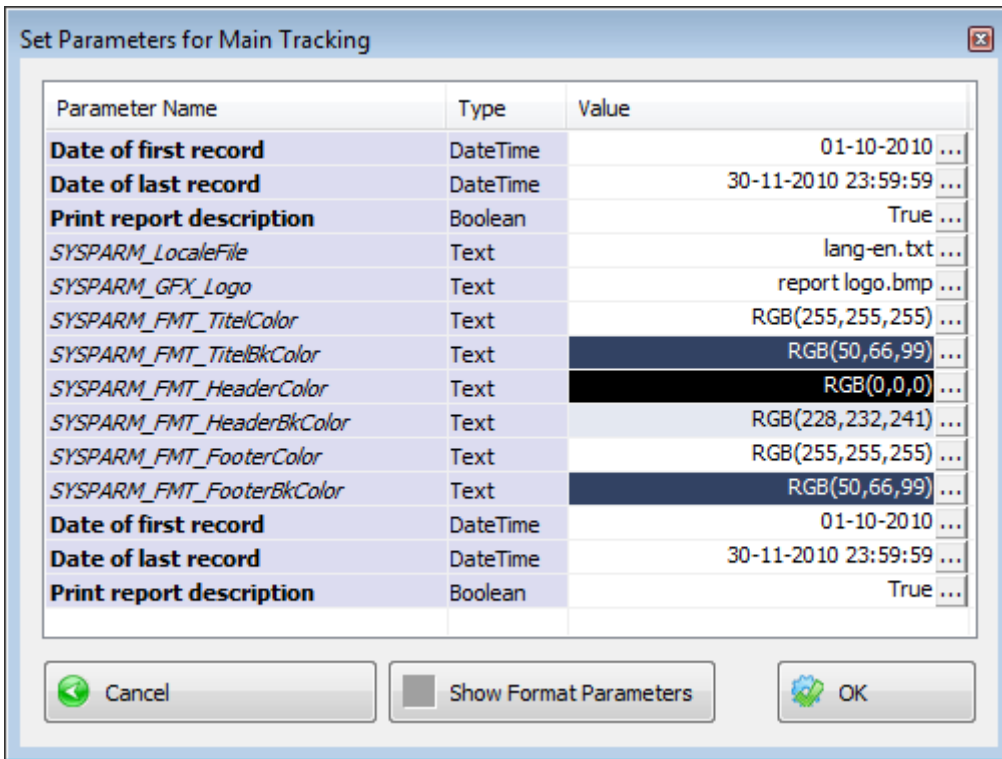 Set Parameters for Main Tracking
Parameter Name Type Value
Date of first record DateTime 01-10-2010 ...
Date of last record DateTime 30-11-2010 23:59:59 ...
Print report description Boolean True ...
SYSPARM_LocaleFile Text lang-en.txt ...
SYSPARM_GFX_Logo Text report logo.bmp ...
SYSPARM_FMT_TitelColor Text RGB(255,255,255) ...
SYSPARM_FMT_TitelBkColor Text RGB(50,66,99) ...
SYSPARM_FMT_HeaderColor Text RGB(0,0,0) ...
SYSPARM_FMT_HeaderBkColor Text RGB(228,232,241) ...
SYSPARM_FMT_FooterColor Text RGB(255,255,255) ...
SYSPARM_FMT_FooterBkColor Text RGB(50,66,99) ...
Date of first record DateTime 01-10-2010 ...
Date of last record DateTime 30-11-2010 23:59:59 ...
Print report description Boolean True ...
Cancel Show Format Parameters OK